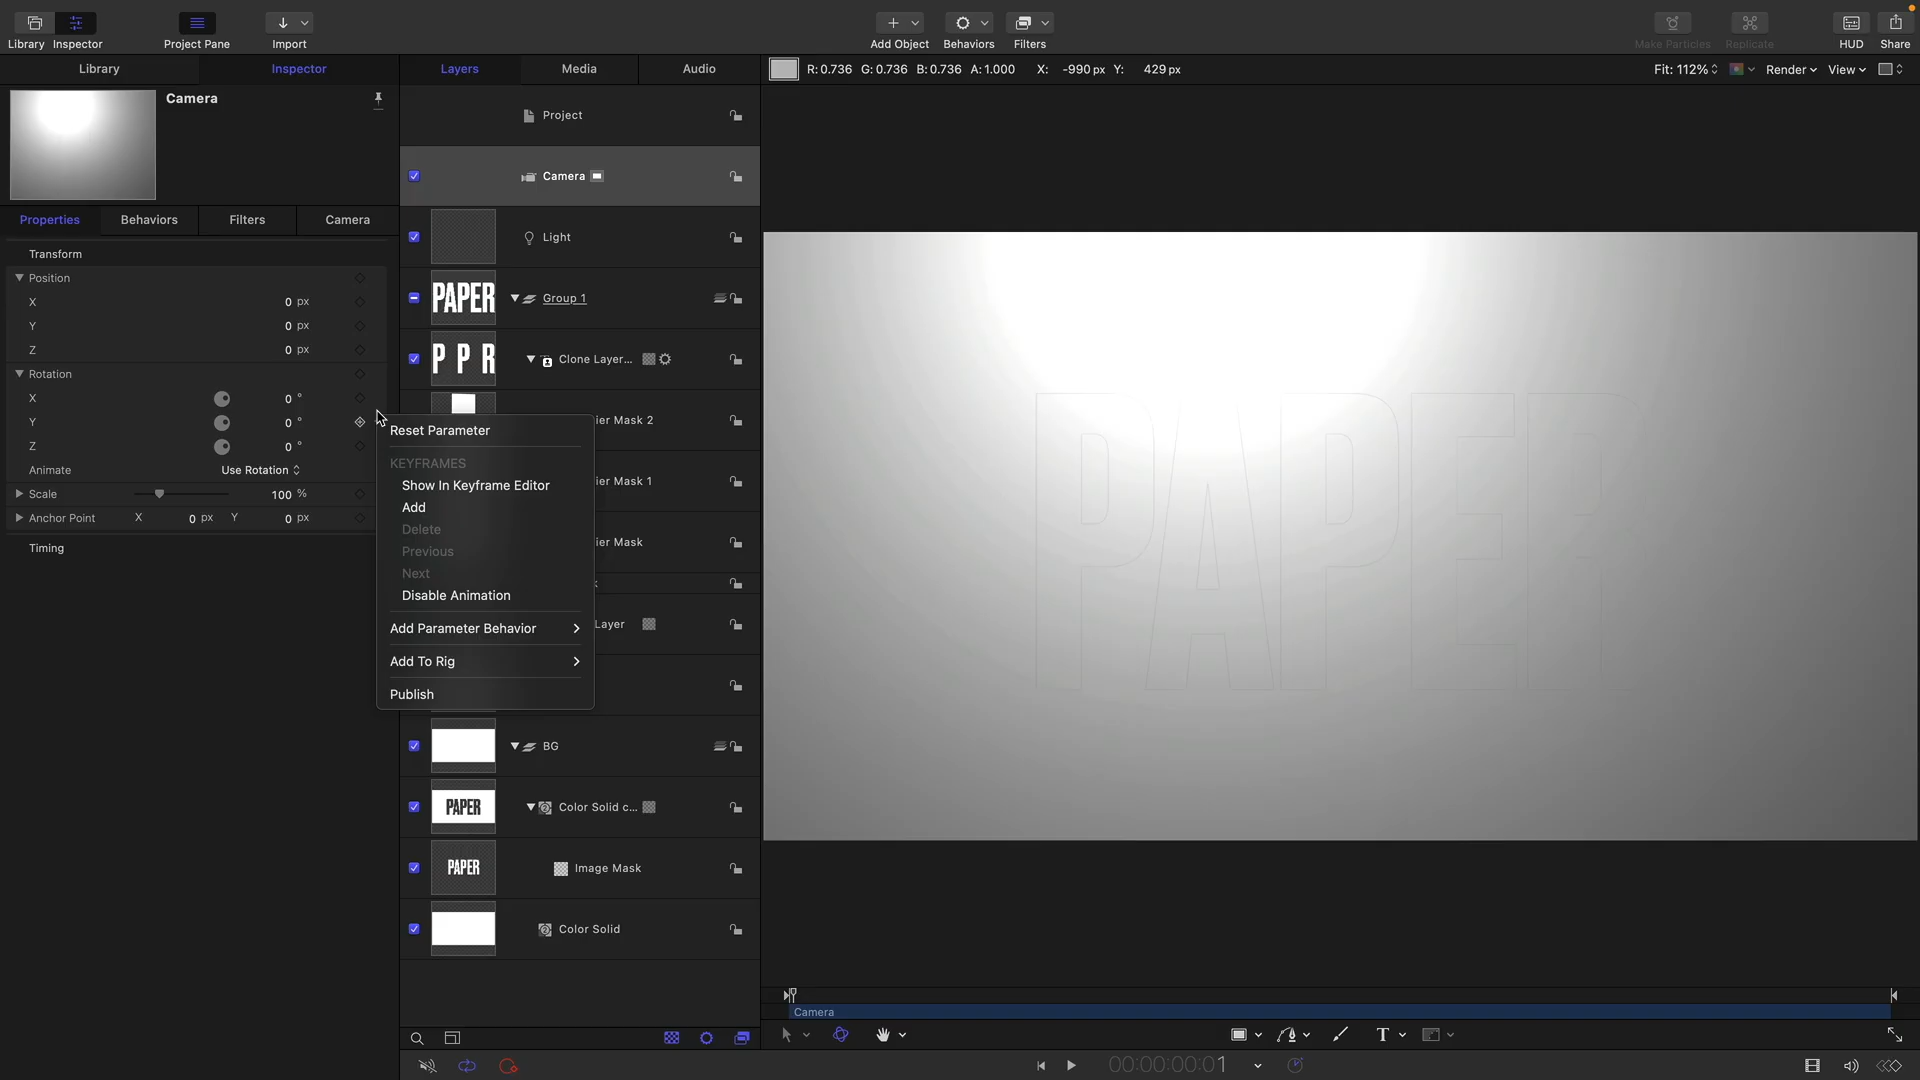 Library Inspector
Project Pane
Import
Add Object
Behaviors
Filters
Make Particles
Replicate
HUD
Share
Library
Inspector
Layers
Media
Audio
R:0.736 G:0.736 B:0.736 A:1.000 X: -990 px Y: 429 px
Fit: 112%
Render
View
Camera
Properties
Behaviors
Filters
Camera
Transform
Position
X 0 px
Y 0 px
Z 0 px
Rotation
X 0 °
Y 0 °
Z 0 °
Animate Use Rotation
Scale 100 %
Anchor Point X 0 px Y 0 px
Timing
Reset Parameter
KEYFRAMES
Show In Keyframe Editor
Add
Delete
Previous
Next
Disable Animation
Add Parameter Behavior
Add To Rig
Publish
Project
Camera
Light
PAPER
Group 1
P P R
Clone Layer...
ier Mask 2
ier Mask 1
ier Mask
Layer
BG
PAPER
Color Solid c...
PAPER
Image Mask
Color Solid
PAPER
Camera
T
00:00:00:01